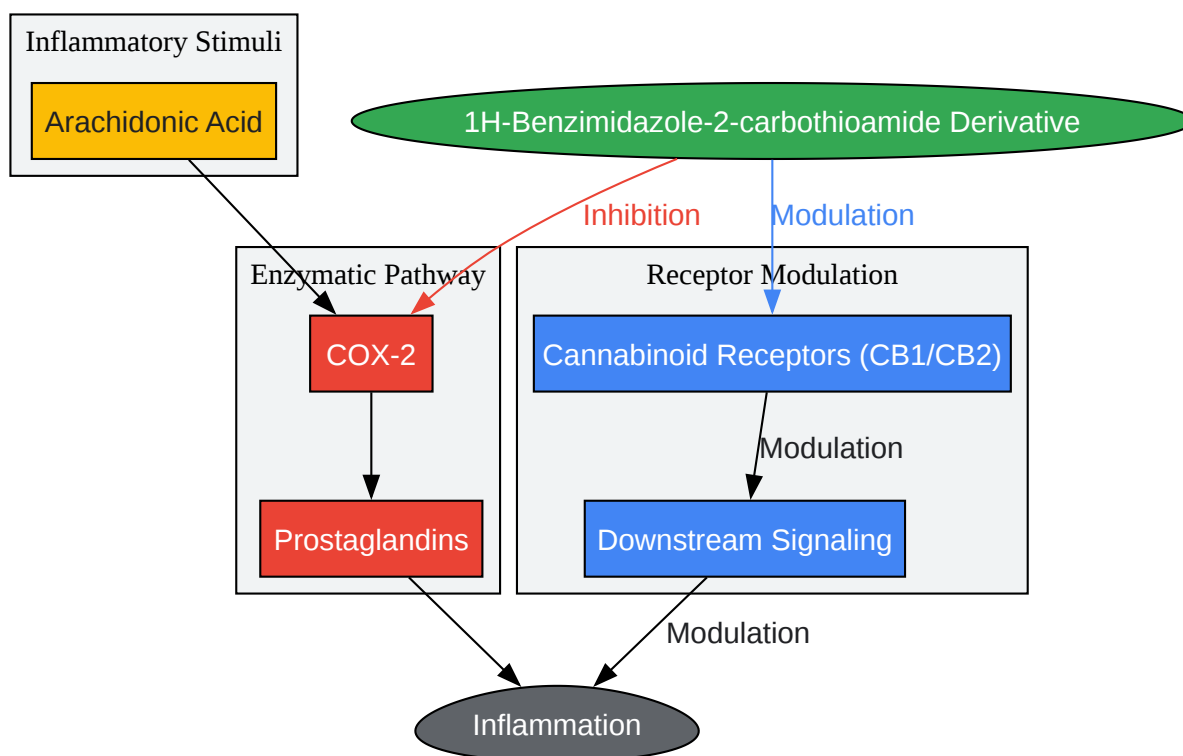 Inflammatory Stimuli
Arachidonic Acid
1H-Benzimidazole-2-carbothioamide Derivative
Inhibition
Modulation
Enzymatic Pathway
Receptor Modulation
COX-2
Cannabinoid Receptors (CB1/CB2)
Modulation
Prostaglandins
Downstream Signaling
Modulation
Inflammation